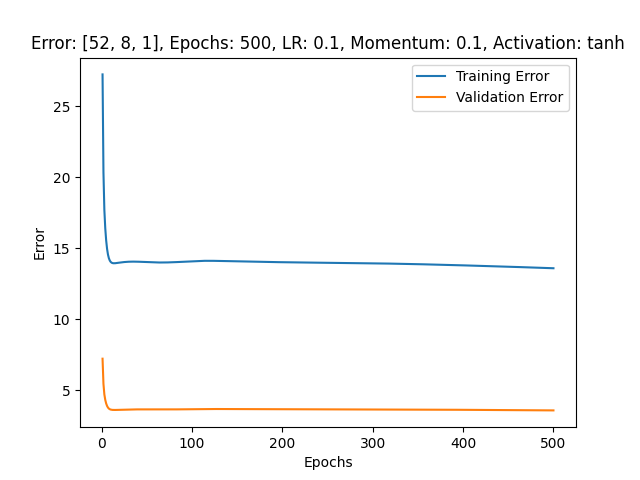 Error: [52, 8, 1], Epochs: 500, LR: 0.1, Momentum: 0.1, Activation: tanh
Training Error
Validation Error
25
20
15
10
5
Error
0
100
200
300
400
500
Epochs